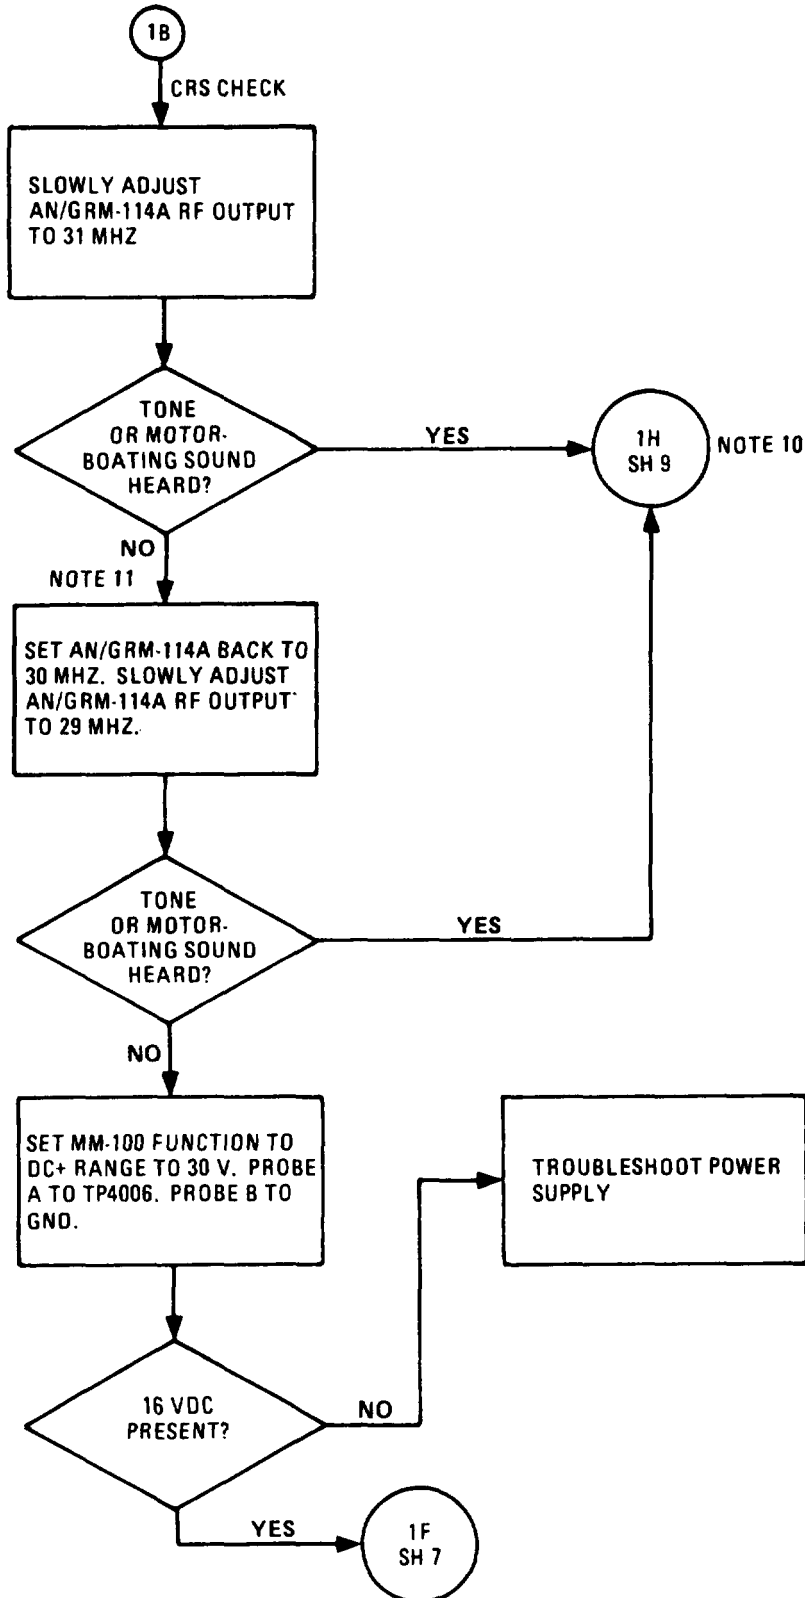 1B
CRS CHECK
SLOWLY ADJUST
AN/GRM-114A RF OUTPUT
TO 31 MHZ
TONE
OR MOTOR-
BOATING SOUND
HEARD?
YES
1H
SH 9
NOTE 10
NO
NOTE 11
SET AN/GRM-114A BACK TO
30 MHZ. SLOWLY ADJUST
AN/GRM-114A RF OUTPUT
TO 29 MHZ.
TONE
OR MOTOR-
BOATING SOUND
HEARD?
YES
NO
SET MM-100 FUNCTION TO
DC+ RANGE TO 30 V. PROBE
A TO TP4006. PROBE B TO
GND.
TROUBLESHOOT POWER
SUPPLY
16 VDC
PRESENT?
NO
YES
1F
SH 7